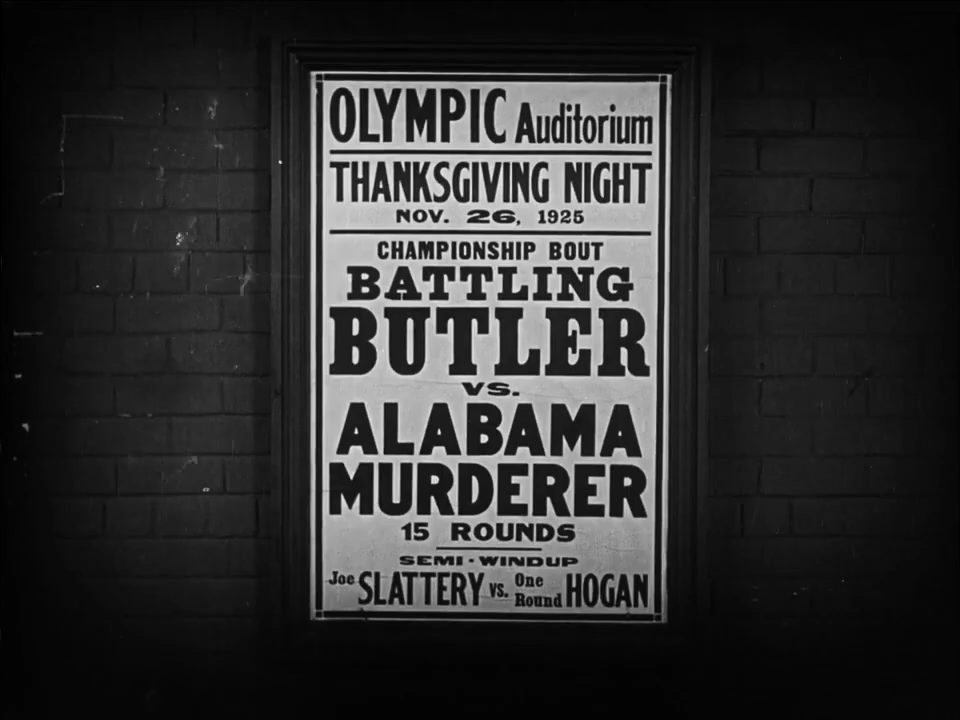 OLYMPIC Auditorium
THANKSGIVING NIGHT
NOV. 26, 1925
CHAMPIONSHIP BOUT
BATTLING
BUTLER
VS.
ALABAMA
MURDERER
15 ROUNDS
SEMI-WINDUP
Joe SLATTERY vs. One Round HOGAN